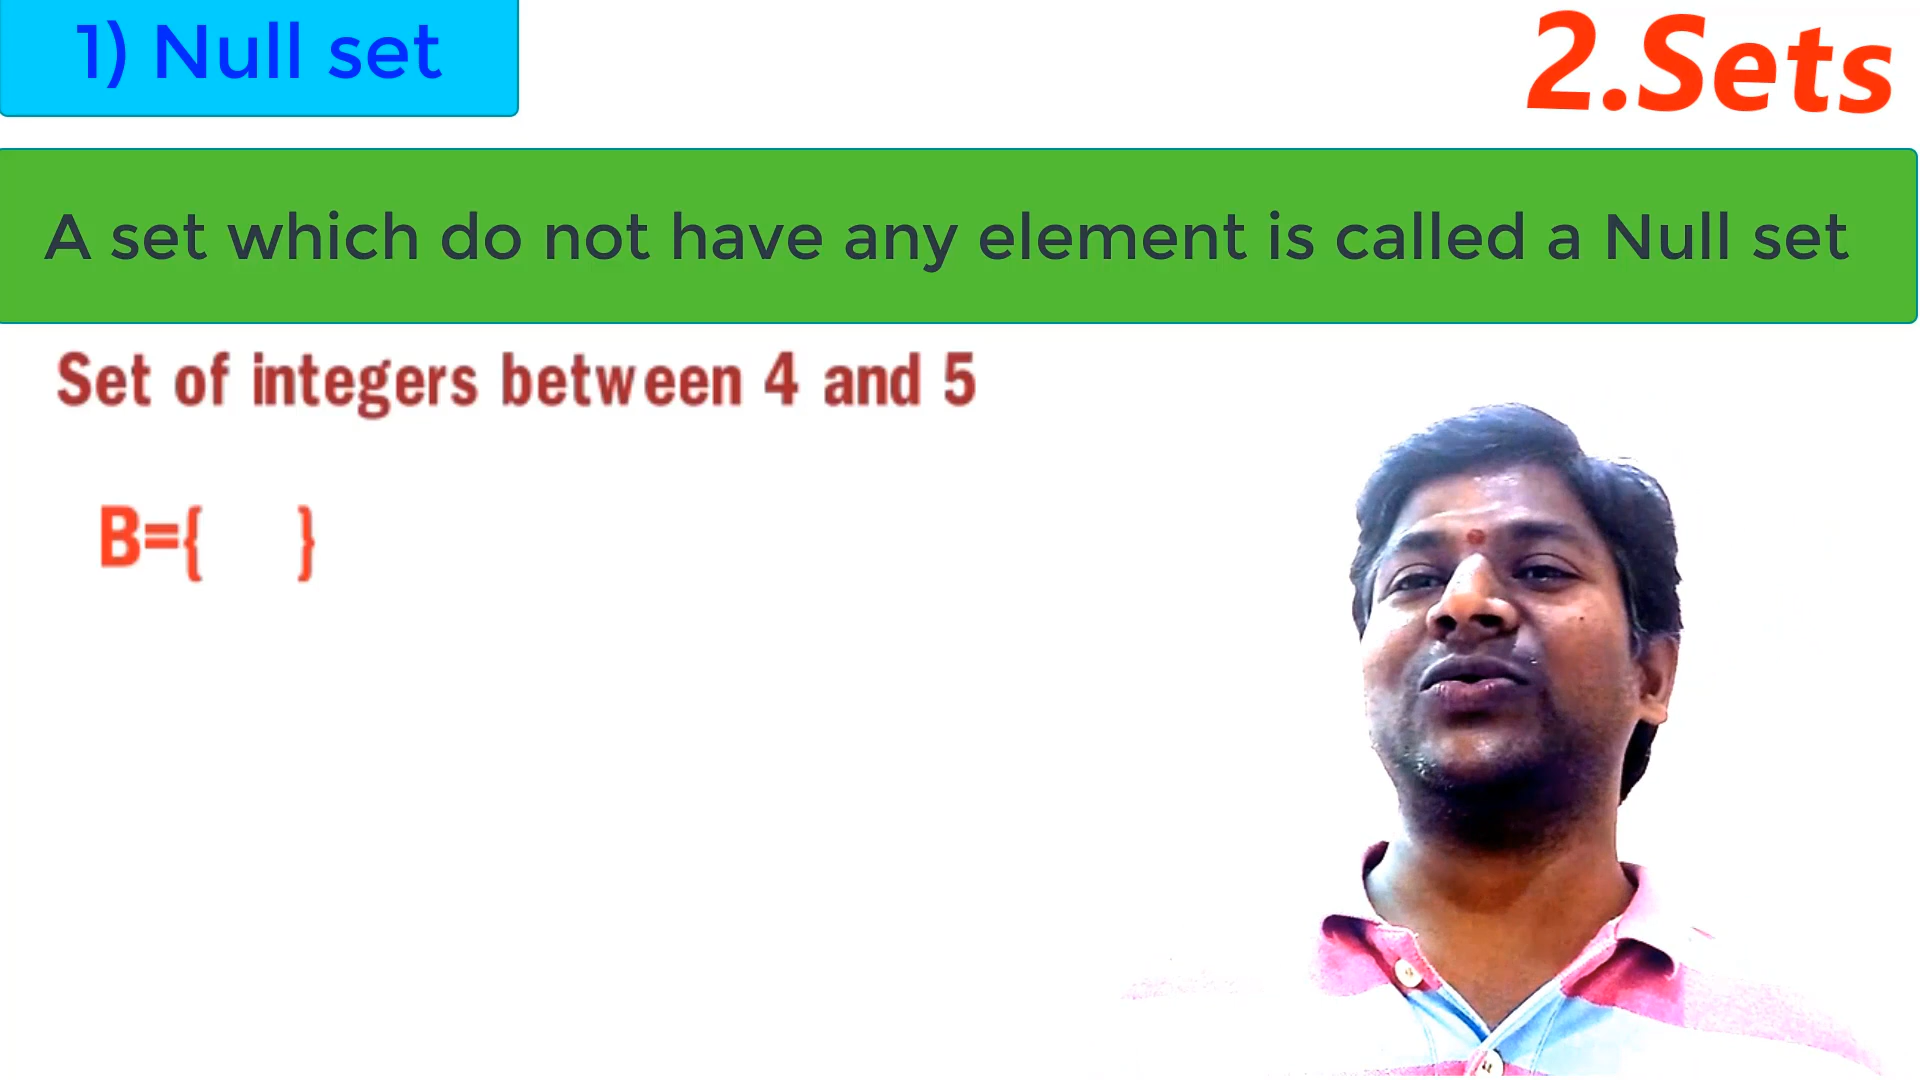 1) Null set
2.Sets
A set which do not have any element is called a Null set
Set of integers between 4 and 5
B={ }